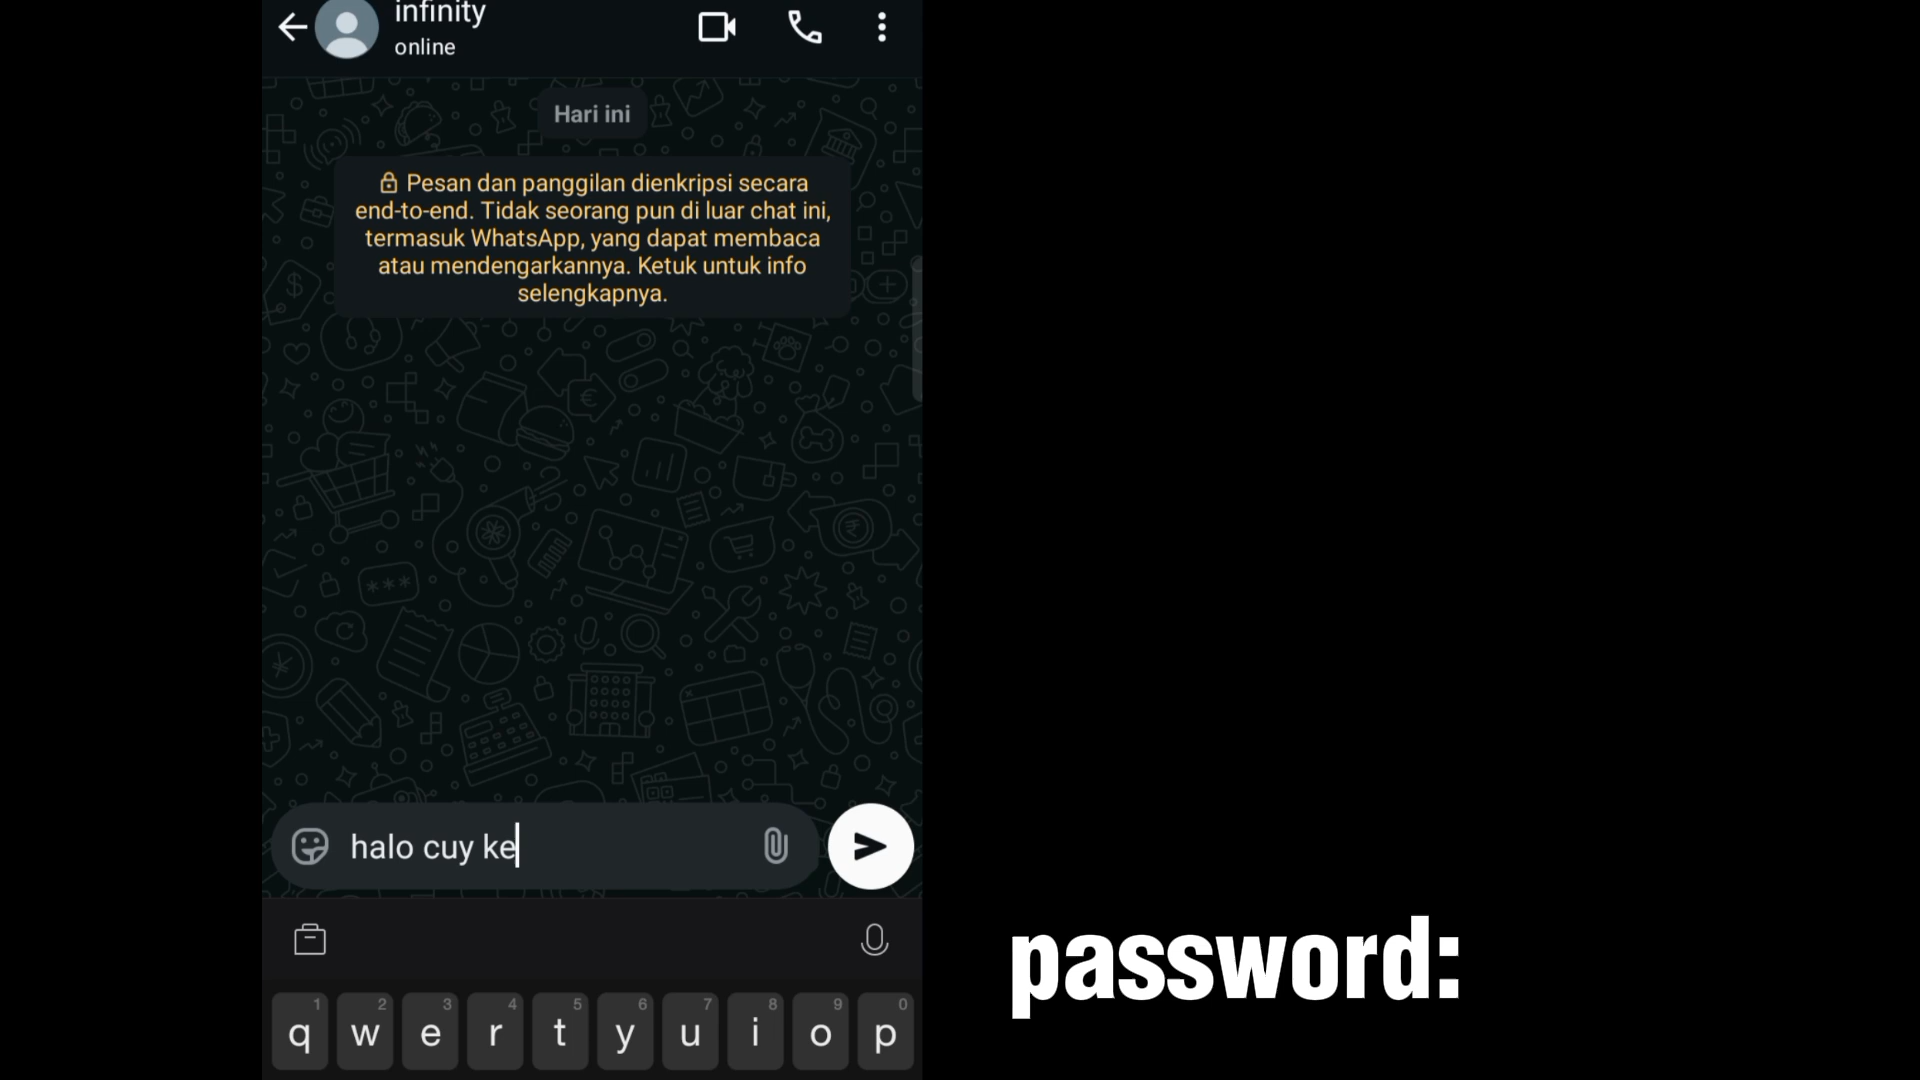 infinity
online
Hari ini
Pesan dan panggilan dienkripsi secara
end-to-end. Tidak seorang pun di luar chat ini,
termasuk WhatsApp, yang dapat membaca
atau mendengarkannya. Ketuk untuk info
selengkapnya.
halo cuy ke
password:
1 2 3 4 5 6 7 8 9 0
q w e r t y u i o p